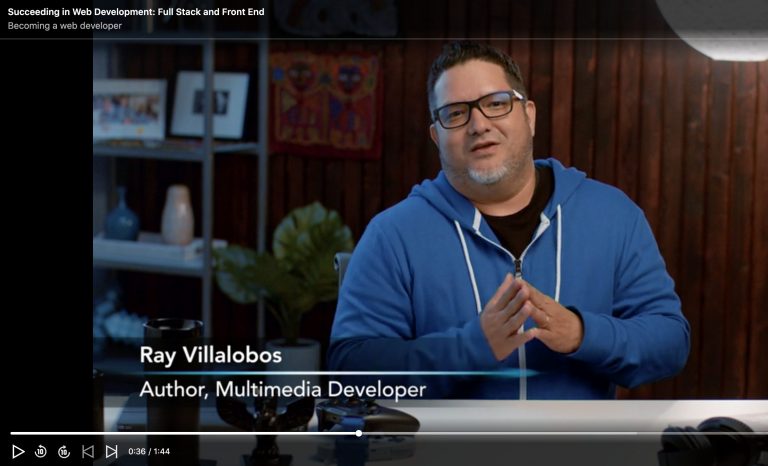 Succeeding in Web Development: Full Stack and Front End
Becoming a web developer
Ray Villalobos
Author, Multimedia Developer
10 10 0:36 / 1:44